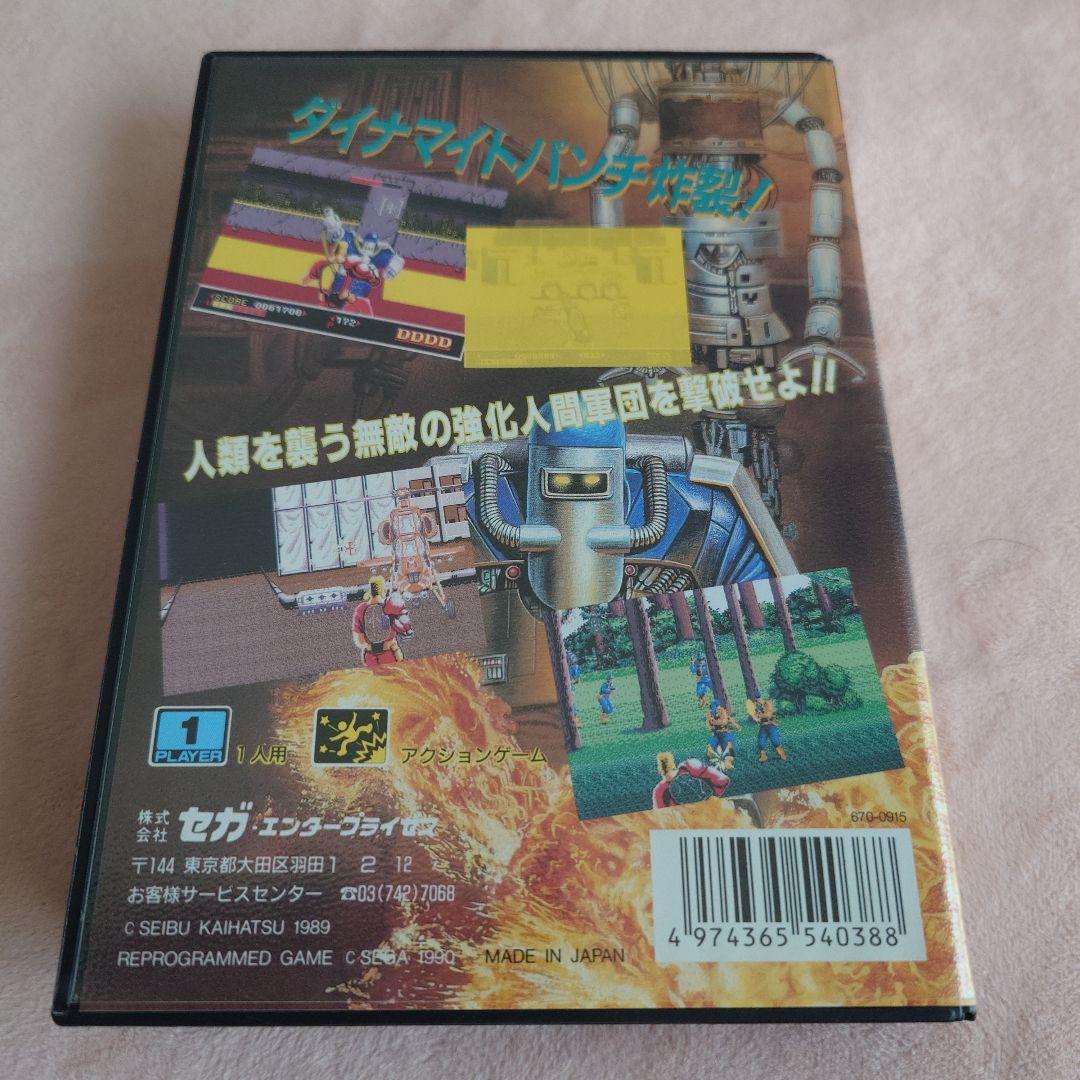 ダイナマイトパンチ炸裂!
SCORE
0061700
DDDD
人類を襲う無敵の強化人間軍団を撃破せよ!!
1
PLAYER
1人用
アクションゲーム
株式会社 セガ・エンタープライゼス
〒144 東京都大田区羽田1 2 12
お客様サービスセンター ☎03(742)7068
© SEIBU KAIHATSU 1989
REPROGRAMMED GAME © SEGA 1990
MADE IN JAPAN
670-0915
4 974365 540388